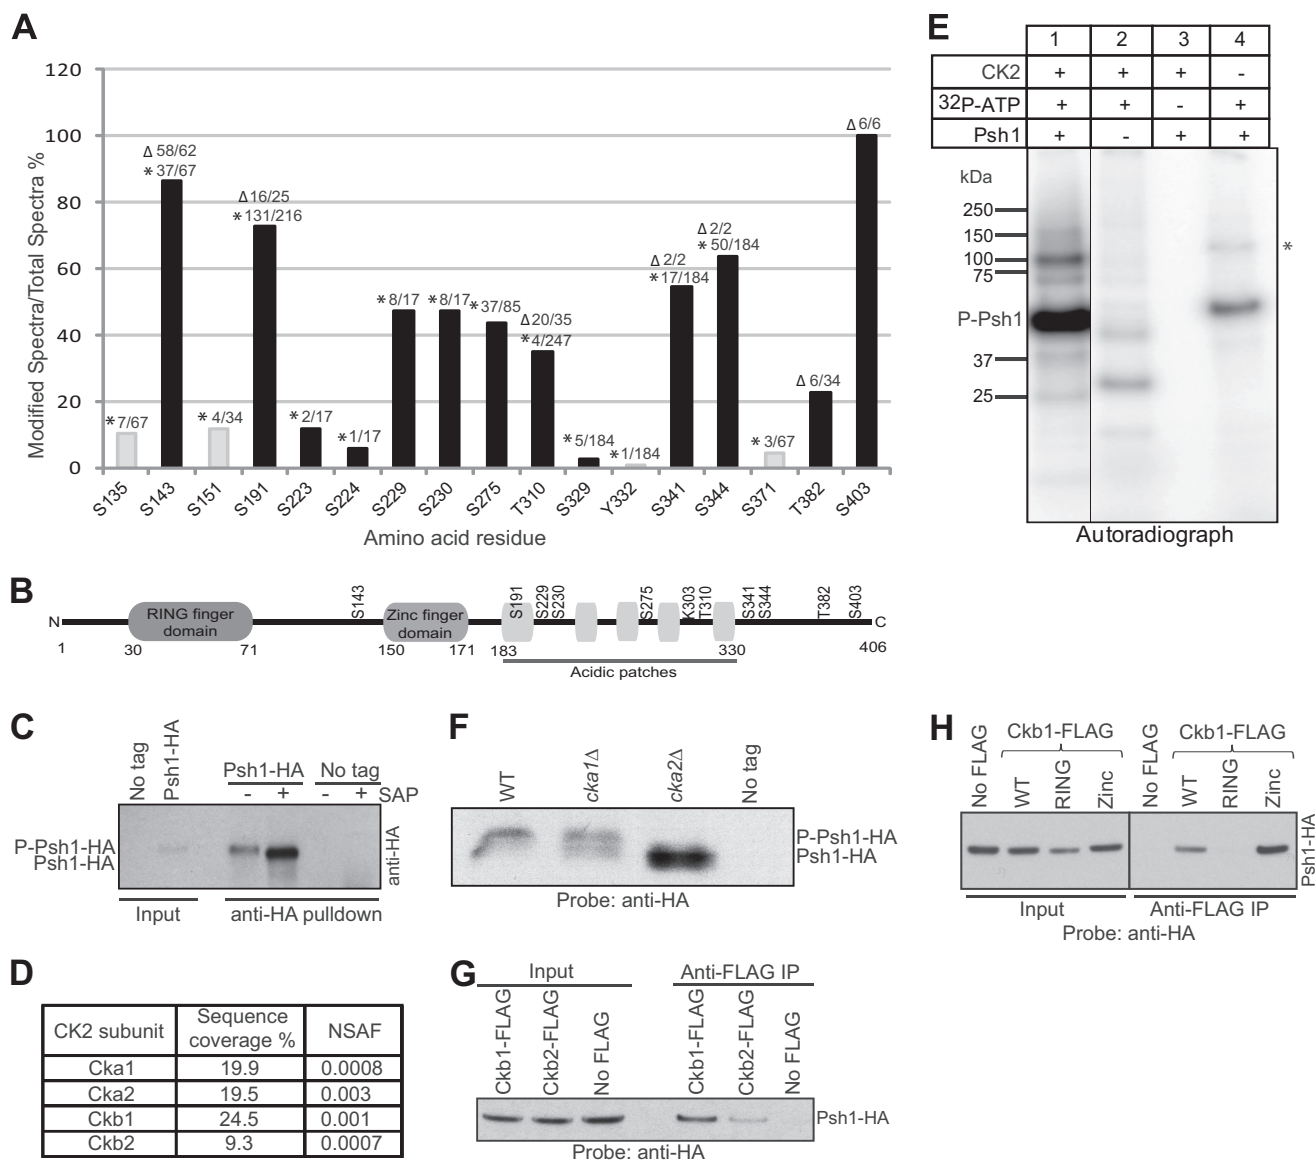 A
Modified Spectra/Total Spectra %
120
100
80
60
40
20
0
* 7/67
Δ 58/62
* 37/67
* 4/34
Δ 16/25
* 131/216
* 2/17
* 1/17
* 8/17
* 8/17
* 37/85
Δ 20/35
* 4/247
* 5/184
* 1/184
Δ 2/2
* 17/184
Δ 2/2
* 50/184
* 3/67
Δ 6/34
Δ 6/6
S135 S143 S151 S191 S223 S224 S229 S230 S275 T310 S329 Y332 S341 S344 S371 T382 S403
Amino acid residue
B
N
RING finger
domain
S143
Zinc finger
domain
S191 S229 S230 S275 K303 T310 S341 S344 T382 S403
C
1 30 71 150 171 183 330 406
Acidic patches
C
No tag
Psh1-HA
Psh1-HA No tag
- + - + SAP
P-Psh1-HA
Psh1-HA
anti-HA
Input anti-HA pulldown
D
CK2 subunit Sequence coverage % NSAF
Cka1 19.9 0.0008
Cka2 19.5 0.003
Ckb1 24.5 0.001
Ckb2 9.3 0.0007
E
1 2 3 4
CK2 + + + -
32P-ATP + + - +
Psh1 + - + +
kDa
250
150
100
75
P-Psh1
37
25
*
Autoradiograph
F
WT cka1Δ cka2Δ No tag
P-Psh1-HA
Psh1-HA
Probe: anti-HA
G
Input Anti-FLAG IP
Ckb1-FLAG Ckb2-FLAG No FLAG Ckb1-FLAG Ckb2-FLAG No FLAG
Psh1-HA
Probe: anti-HA
H
Ckb1-FLAG Ckb1-FLAG
No FLAG WT RING Zinc No FLAG WT RING Zinc
Psh1-HA
Input Anti-FLAG IP
Probe: anti-HA